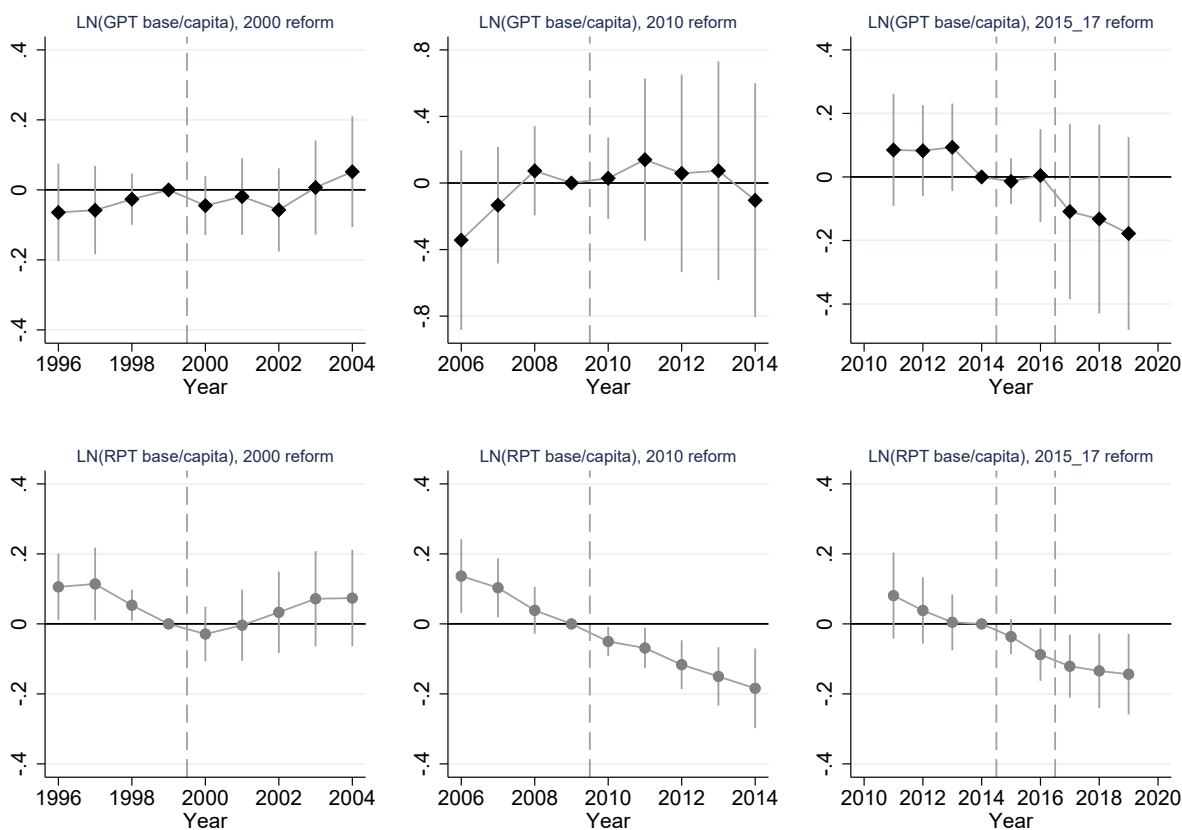 LN(GPT base/capita), 2000 reform
.4
.2
0
-.2
-.4
1996 1998 2000 2002 2004
Year
LN(GPT base/capita), 2010 reform
.8
.4
0
-.4
-.8
2006 2008 2010 2012 2014
Year
LN(GPT base/capita), 2015_17 reform
.4
.2
0
-.2
-.4
2010 2012 2014 2016 2018 2020
Year
LN(RPT base/capita), 2000 reform
.4
.2
0
-.2
-.4
1996 1998 2000 2002 2004
Year
LN(RPT base/capita), 2010 reform
.4
.2
0
-.2
-.4
2006 2008 2010 2012 2014
Year
LN(RPT base/capita), 2015_17 reform
.4
.2
0
-.2
-.4
2010 2012 2014 2016 2018 2020
Year